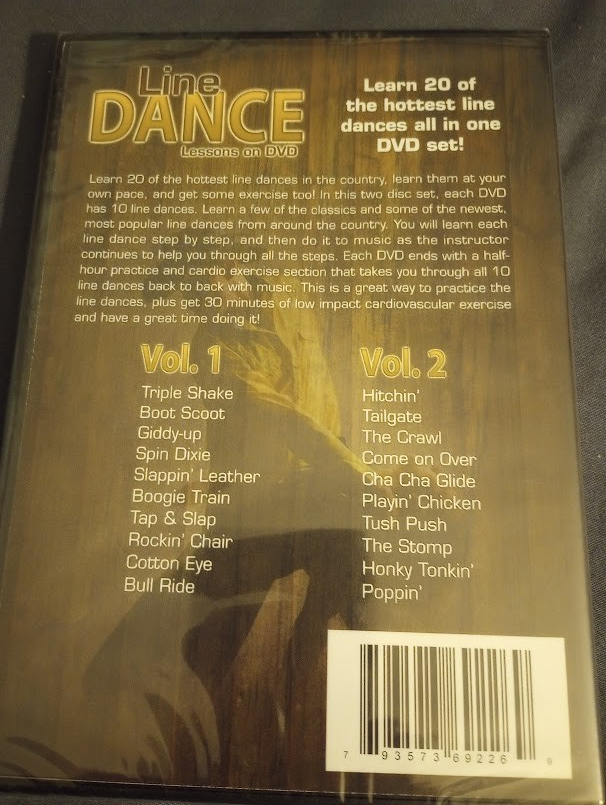 Line
DANCE
Lessons on DVD
Learn 20 of
the hottest line
dances all in one
DVD set!
Learn 20 of the hottest line dances in the country, learn them at your
own pace, and get some exercise too! In this two disc set, each DVD
has 10 line dances. Learn a few of the classics and some of the newest,
most popular line dances from around the country. You will learn each
line dance step by step, and then do it to music as the instructor
continues to help you through all the steps. Each DVD ends with a half-
hour practice and cardio exercise section that takes you through all 10
line dances back to back with music. This is a great way to practice the
line dances, plus get 30 minutes of low impact cardiovascular exercise
and have a great time doing it!
Vol. 1
Triple Shake
Boot Scoot
Giddy-up
Spin Dixie
Slappin' Leather
Boogie Train
Tap & Slap
Rockin' Chair
Cotton Eye
Bull Ride
Vol. 2
Hitchin'
Tailgate
The Crawl
Come on Over
Cha Cha Glide
Playin' Chicken
Tush Push
The Stomp
Honky Tonkin'
Poppin'
7 93573 69226 9